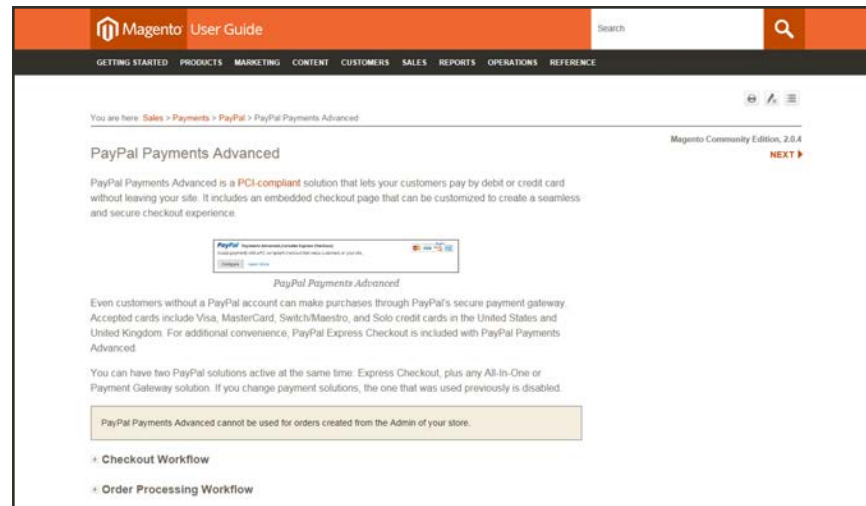 Magento User Guide
Search
GETTING STARTED PRODUCTS MARKETING CONTENT CUSTOMERS SALES REPORTS OPERATIONS REFERENCE
You are here: Sales > Payments > PayPal > PayPal Payments Advanced
Magento Community Edition, 2.0.4
NEXT
PayPal Payments Advanced
PayPal Payments Advanced is a PCI-compliant solution that lets your customers pay by debit or credit card
without leaving your site. It includes an embedded checkout page that can be customized to create a seamless
and secure checkout experience.
PayPal Payments Advanced (Includes Express Checkout)
Configure Learn More
PayPal Payments Advanced
Even customers without a PayPal account can make purchases through PayPal's secure payment gateway.
Accepted cards include Visa, MasterCard, Switch/Maestro, and Solo credit cards in the United States and
United Kingdom. For additional convenience, PayPal Express Checkout is included with PayPal Payments
Advanced.
You can have two PayPal solutions active at the same time: Express Checkout, plus any All-In-One or
Payment Gateway solution. If you change payment solutions, the one that was used previously is disabled.
PayPal Payments Advanced cannot be used for orders created from the Admin of your store.
Checkout Workflow
Order Processing Workflow